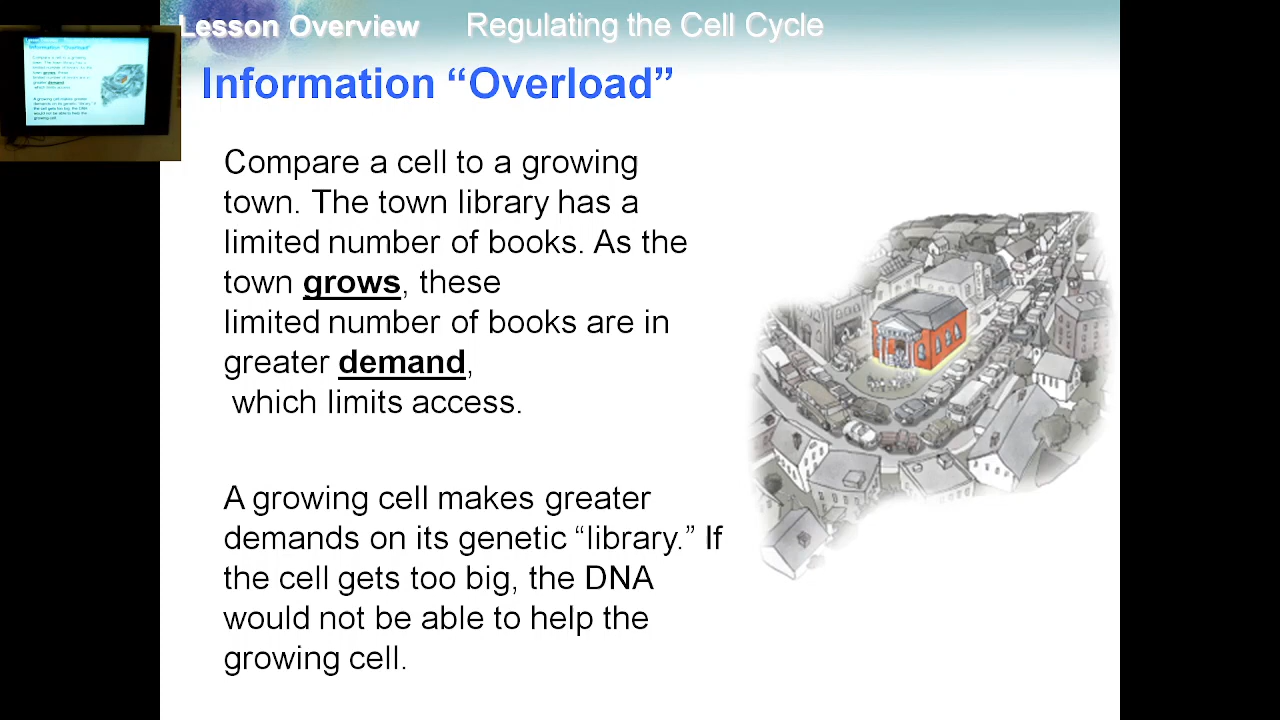 Lesson Overview Regulating the Cell Cycle
Information “Overload”
Compare a cell to a growing
town. The town library has a
limited number of books. As the
town grows, these
limited number of books are in
greater demand,
which limits access.
A growing cell makes greater
demands on its genetic “library.” If
the cell gets too big, the DNA
would not be able to help the
growing cell.